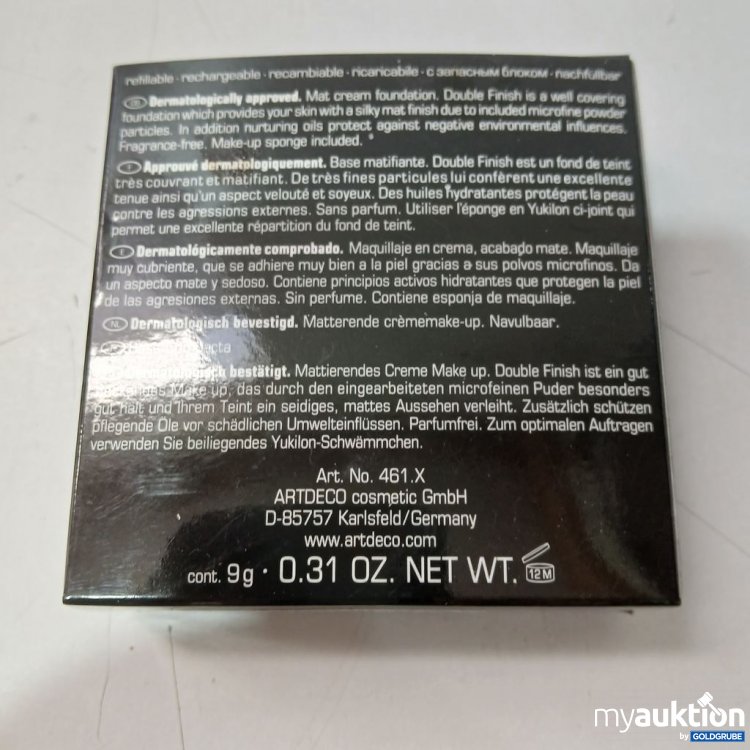 refillable · rechargeable · recambiable · ricaricabile · с запасным блоком · nachfüllbar
Dermatologically approved. Mat cream foundation. Double Finish is a well covering
foundation which provides your skin with a silky mat finish due to included microfine powder
particles. In addition nurturing oils protect against negative environmental influences.
Fragrance-free. Make-up sponge included.
F Approuvé dermatologiquement. Base matifiante. Double Finish est un fond de teint
très couvrant et matifiant. De très fines particules lui confèrent une excellente
tenue ainsi qu'un aspect velouté et soyeux. Des huiles hydratantes protégent la peau
contre les agressions externes. Sans parfum. Utiliser l'éponge en Yukilon ci-joint qui
permet une excellente répartition du fond de teint.
E Dermatológicamente comprobado. Maquillaje en crema, acabado mate. Maquillaje
muy cubriente, que se adhiere muy bien a la piel gracias a sus polvos microfinos. Da
un aspecto mate y sedoso. Contiene principios activos hidratantes que protegen la piel
de las agresiones externas. Sin perfume. Contiene esponja de maquillaje.
NL Dermatologisch bevestigd. Matterende crèmemake-up. Navulbaar.
bestätigt. Mattierendes Creme Make up. Double Finish ist ein gut
Make up, das durch den eingearbeiteten microfeinen Puder besonders
gut hält und Ihrem Teint ein seidiges, mattes Aussehen verleiht. Zusätzlich schützen
pflegende Öle vor schädlichen Umwelteinflüssen. Parfumfrei. Zum optimalen Auftragen
verwenden Sie beiliegendes Yukilon-Schwämmchen.
Art. No. 461.X
ARTDECO cosmetic GmbH
D-85757 Karlsfeld/Germany
www.artdeco.com
cont. 9g · 0.31 OZ. NET WT. 12M
myauktion
by GOLDGRUBE